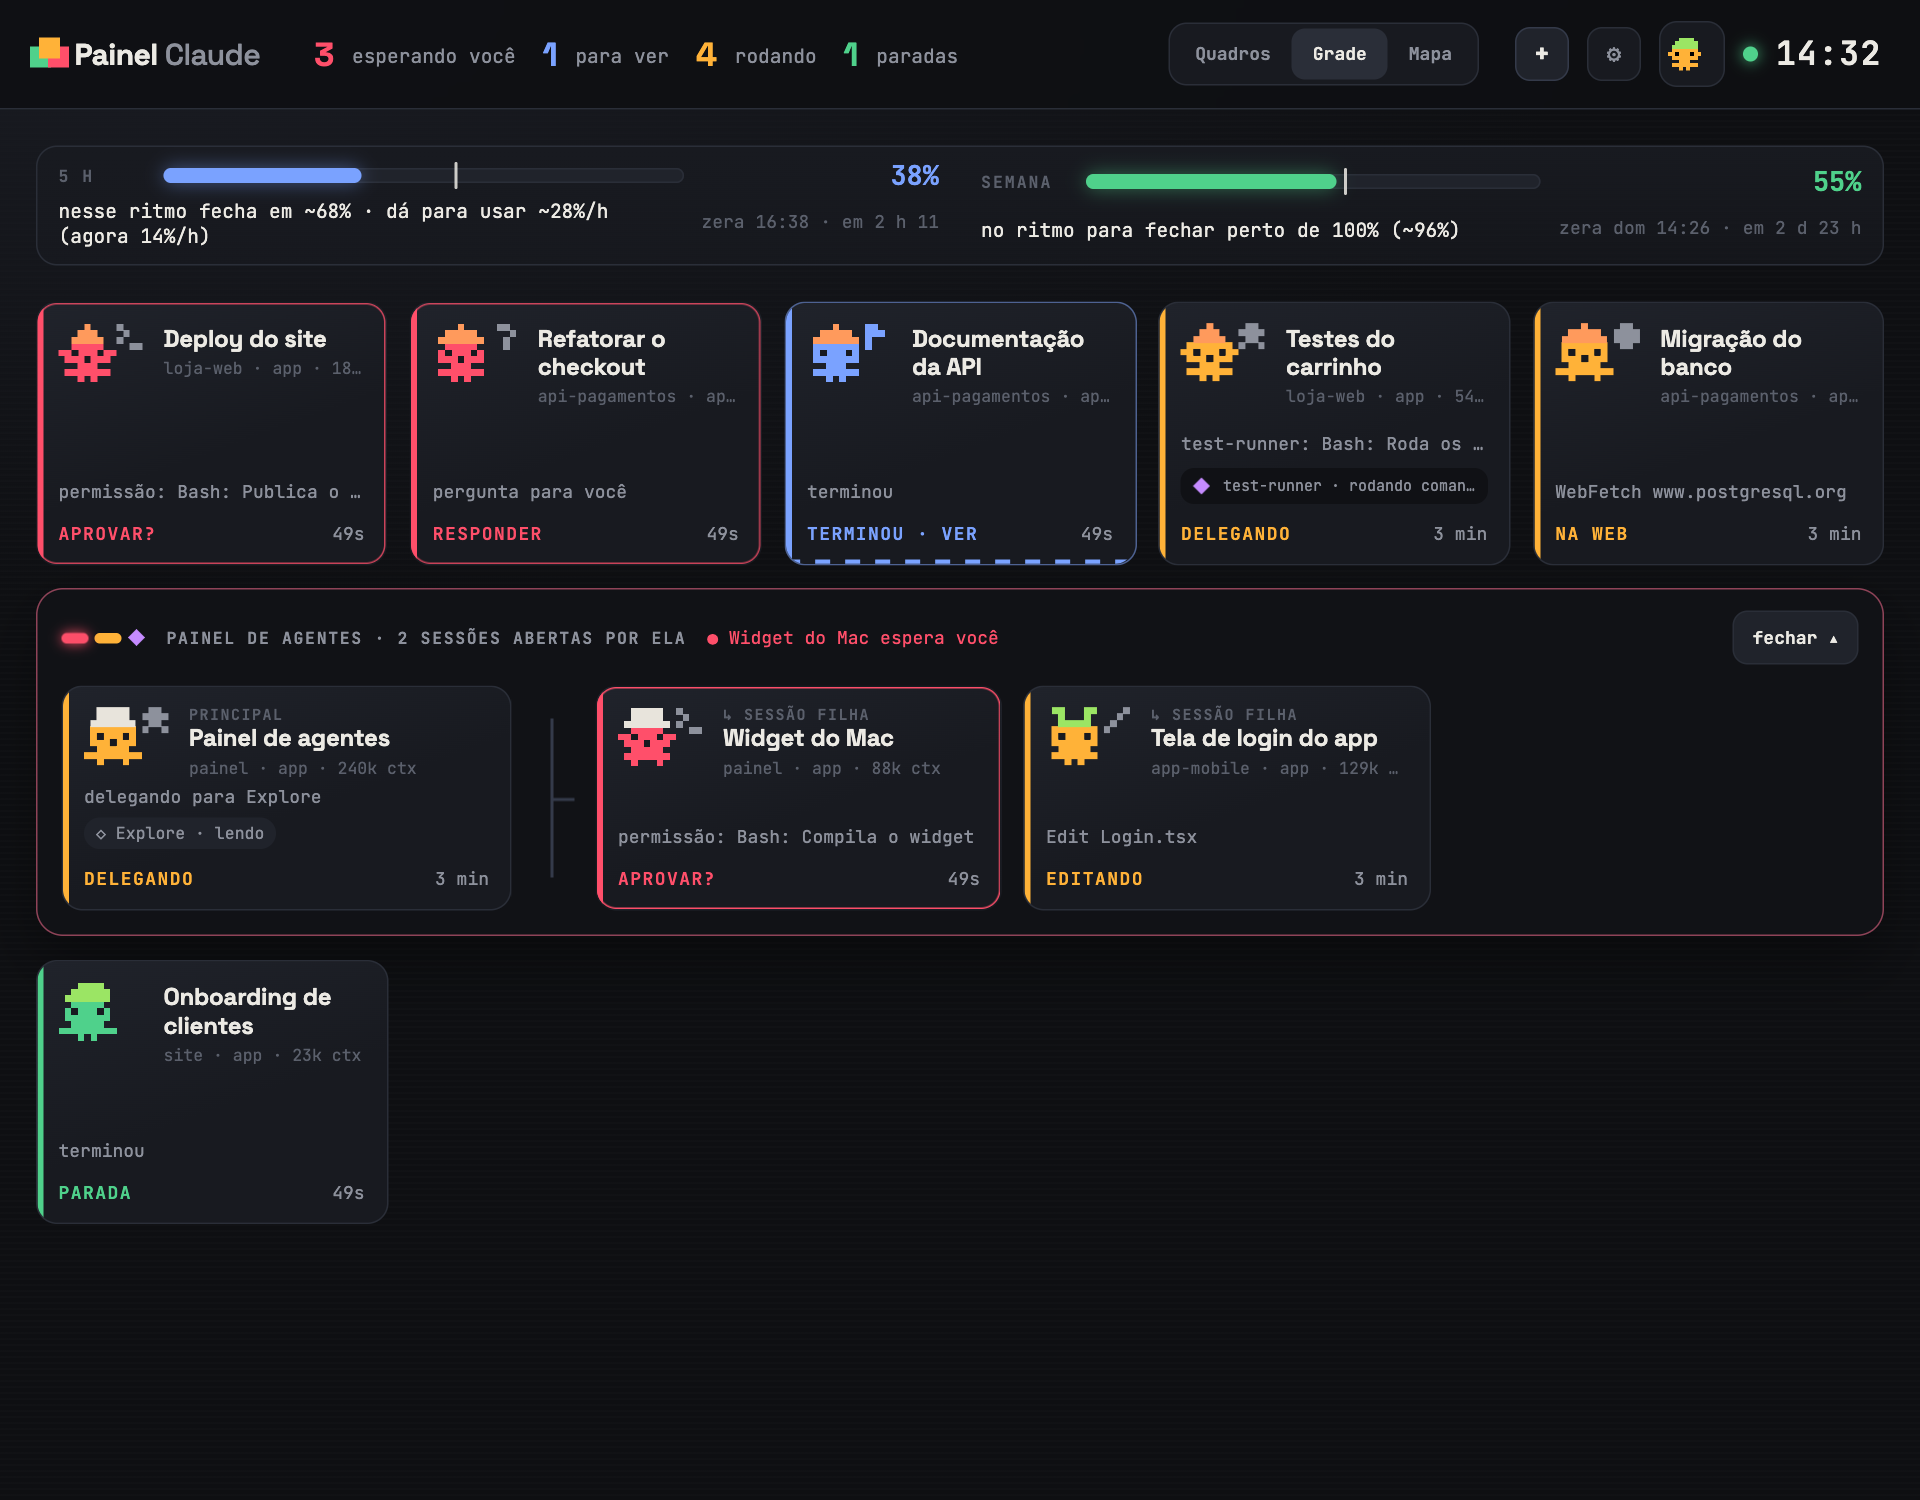 Painel Claude
3 esperando você 1 para ver 4 rodando 1 paradas
Quadros Grade Mapa
+ ⚙ 14:32
5 H 38%
nesse ritmo fecha em ~68% · dá para usar ~28%/h
(agora 14%/h)
zera 16:38 · em 2 h 11
SEMANA 55%
no ritmo para fechar perto de 100% (~96%)
zera dom 14:26 · em 2 d 23 h
Deploy do site
loja-web · app · 18…
permissão: Bash: Publica o …
APROVAR? 49s
Refatorar o
checkout
api-pagamentos · ap…
pergunta para você
RESPONDER 49s
Documentação
da API
api-pagamentos · ap…
terminou
TERMINOU · VER 49s
Testes do
carrinho
loja-web · app · 54…
test-runner: Bash: Roda os …
test-runner · rodando coman…
DELEGANDO 3 min
Migração do
banco
api-pagamentos · ap…
WebFetch www.postgresql.org
NA WEB 3 min
PAINEL DE AGENTES · 2 SESSÕES ABERTAS POR ELA ● Widget do Mac espera você
fechar ▴
PRINCIPAL
Painel de agentes
painel · app · 240k ctx
delegando para Explore
◇ Explore · lendo
DELEGANDO 3 min
↳ SESSÃO FILHA
Widget do Mac
painel · app · 88k ctx
permissão: Bash: Compila o widget
APROVAR? 49s
↳ SESSÃO FILHA
Tela de login do app
app-mobile · app · 129k …
Edit Login.tsx
EDITANDO 3 min
Onboarding de
clientes
site · app · 23k ctx
terminou
PARADA 49s